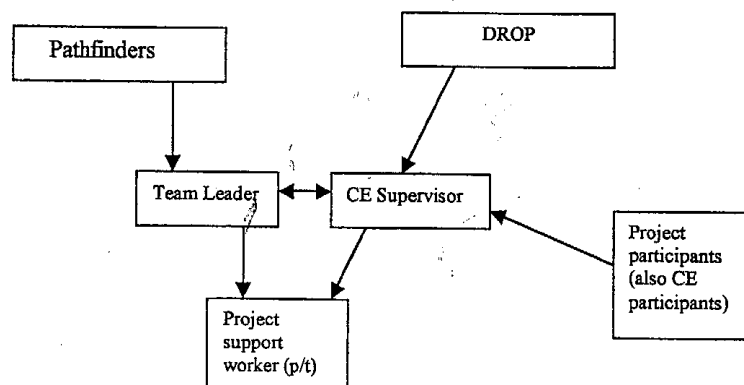 Pathfinders
DROP
Team Leader
CE Supervisor
Project
participants
(also CE
participants)
Project
support
worker (p/t)